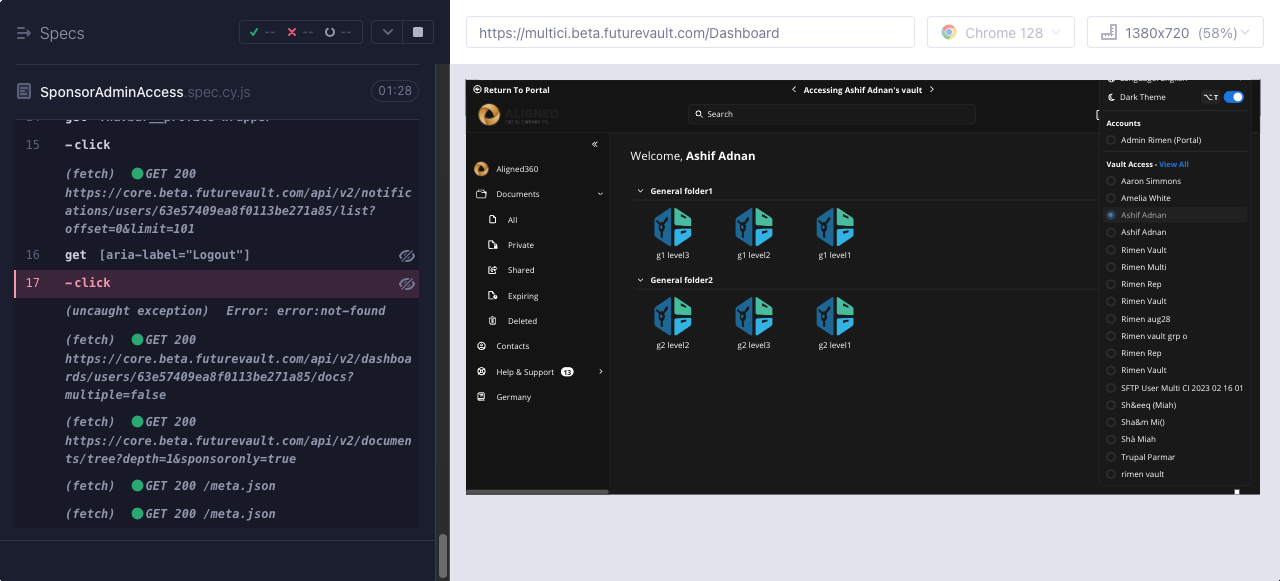 Specs
-- -- --
SponsorAdminAccess.spec.cy.js
01:28
15 -click
(fetch) GET 200
https://core.beta.futurevault.com/api/v2/notific
ations/users/63e57409ea8f0113be271a85/list?
offset=0&limit=101
16 get [aria-label="Logout"]
17 -click
(uncaught exception) Error: error:not-found
(fetch) GET 200
https://core.beta.futurevault.com/api/v2/dashboa
rds/users/63e57409ea8f0113be271a85/docs?
multiple=false
(fetch) GET 200
https://core.beta.futurevault.com/api/v2/documen
ts/tree?depth=1&sponsoronly=true
(fetch) GET 200 /meta.json
(fetch) GET 200 /meta.json
https://multici.beta.futurevault.com/Dashboard
Chrome 128
1380x720 (58%)
Return To Portal
Accessing Ashif Adnan's vault
ALIGNED
Search
Aligned360
Documents
All
Private
Shared
Expiring
Deleted
Contacts
Help & Support 13
Germany
Welcome, Ashif Adnan
General folder1
g1 level3
g1 level2
g1 level1
General folder2
g2 level2
g2 level3
g2 level1
Dark Theme
⌥T
Accounts
Admin Rimen (Portal)
Vault Access - View All
Aaron Simmons
Amelia White
Ashif Adnan
Ashif Adnan
Rimen Vault
Rimen Multi
Rimen Rep
Rimen Vault
Rimen aug28
Rimen vault grp o
Rimen Rep
Rimen Vault
SFTP User Multi CI 2023 02 16 01
Sh&eeq (Miah)
Sha&m Mi()
Shà Miah
Trupal Parmar
rimen vault